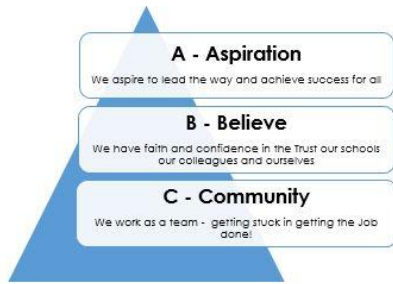 A - Aspiration
We aspire to lead the way and achieve success for all
B - Believe
We have faith and confidence in the Trust our schools
our colleagues and ourselves
C - Community
We work as a team - getting stuck in getting the Job
done!